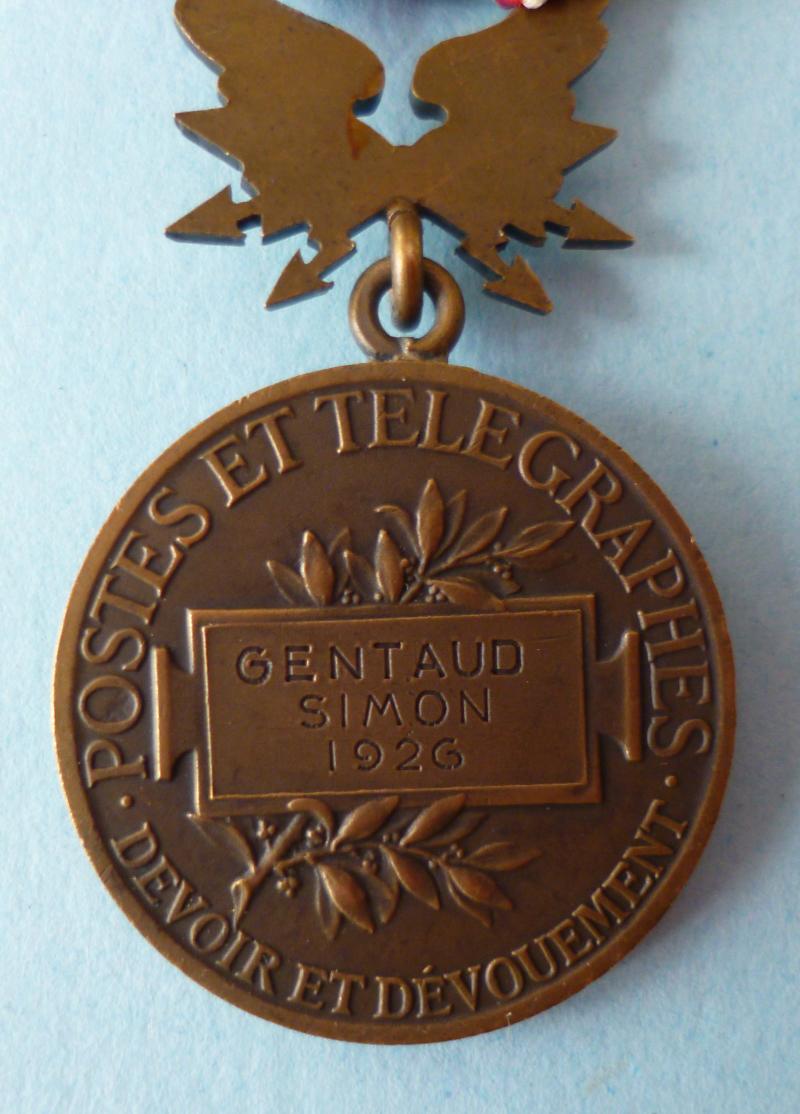 POSTES ET TELEGRAPHES
GENTAUD
SIMON
1926
· DEVOIR ET DÉVOUEMENT ·